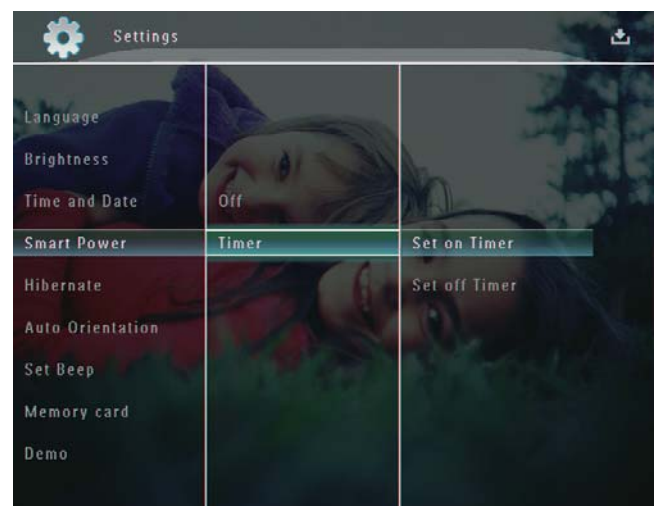 Settings
Language
Brightness
Time and Date
Smart Power
Hibernate
Auto Orientation
Set Beep
Memory card
Demo
Off
Timer
Set on Timer
Set off Timer